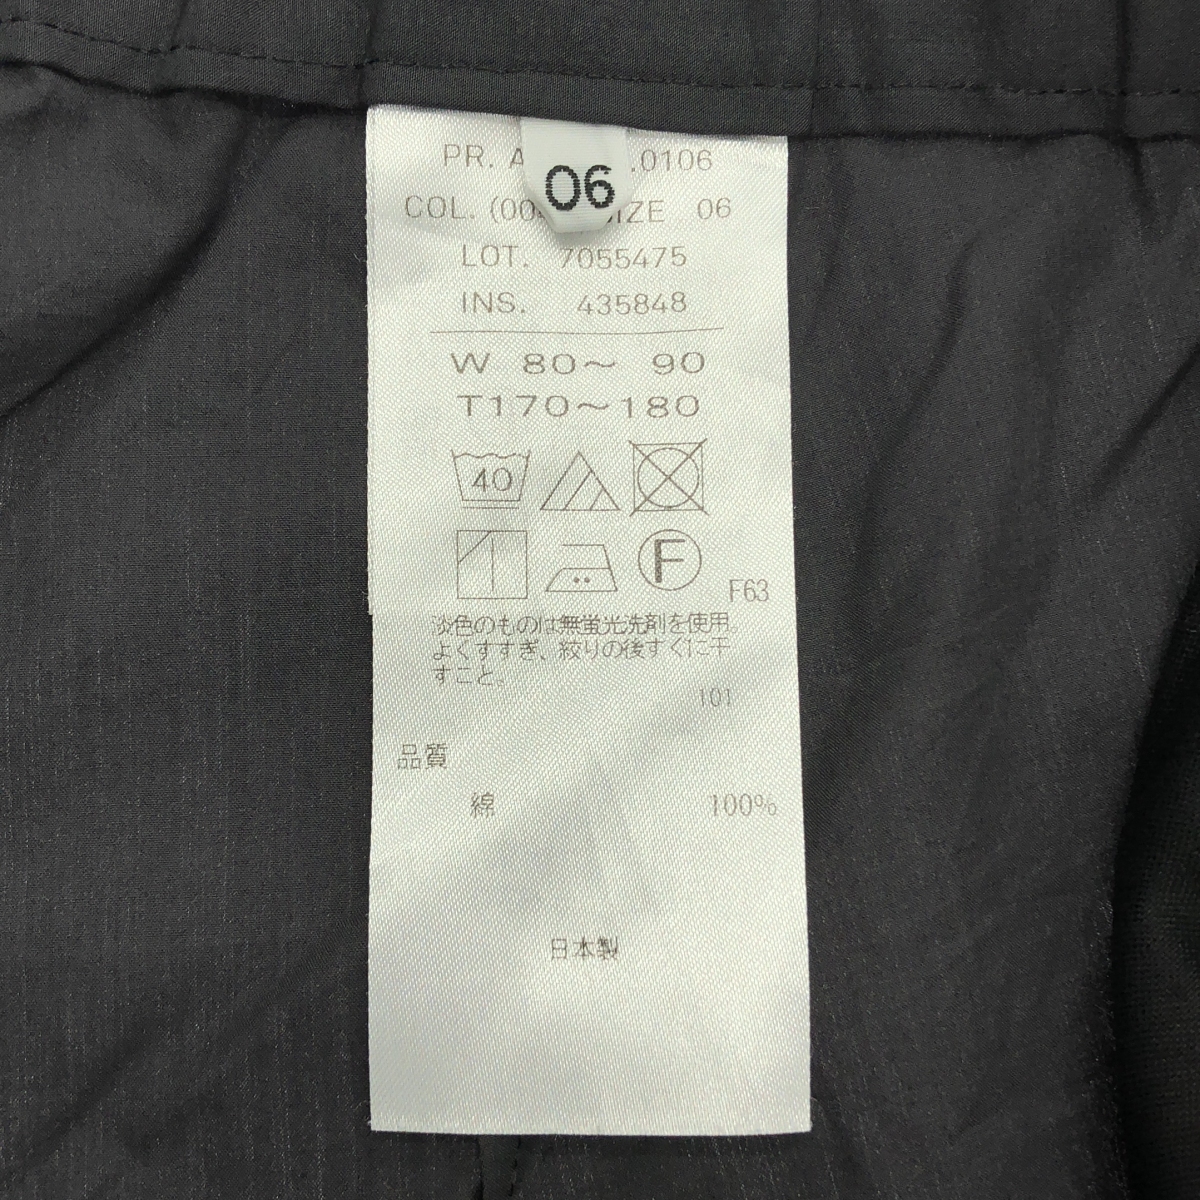 PR. .0106
06
COL. SIZE 06
LOT. 7055475
INS. 435848
W 80～ 90
T170～180
40
F
F63
淡色のものは無蛍光洗剤を使用。
よくすすぎ、絞りの後すぐに干
すこと。
101
品質
綿 100%
日本製